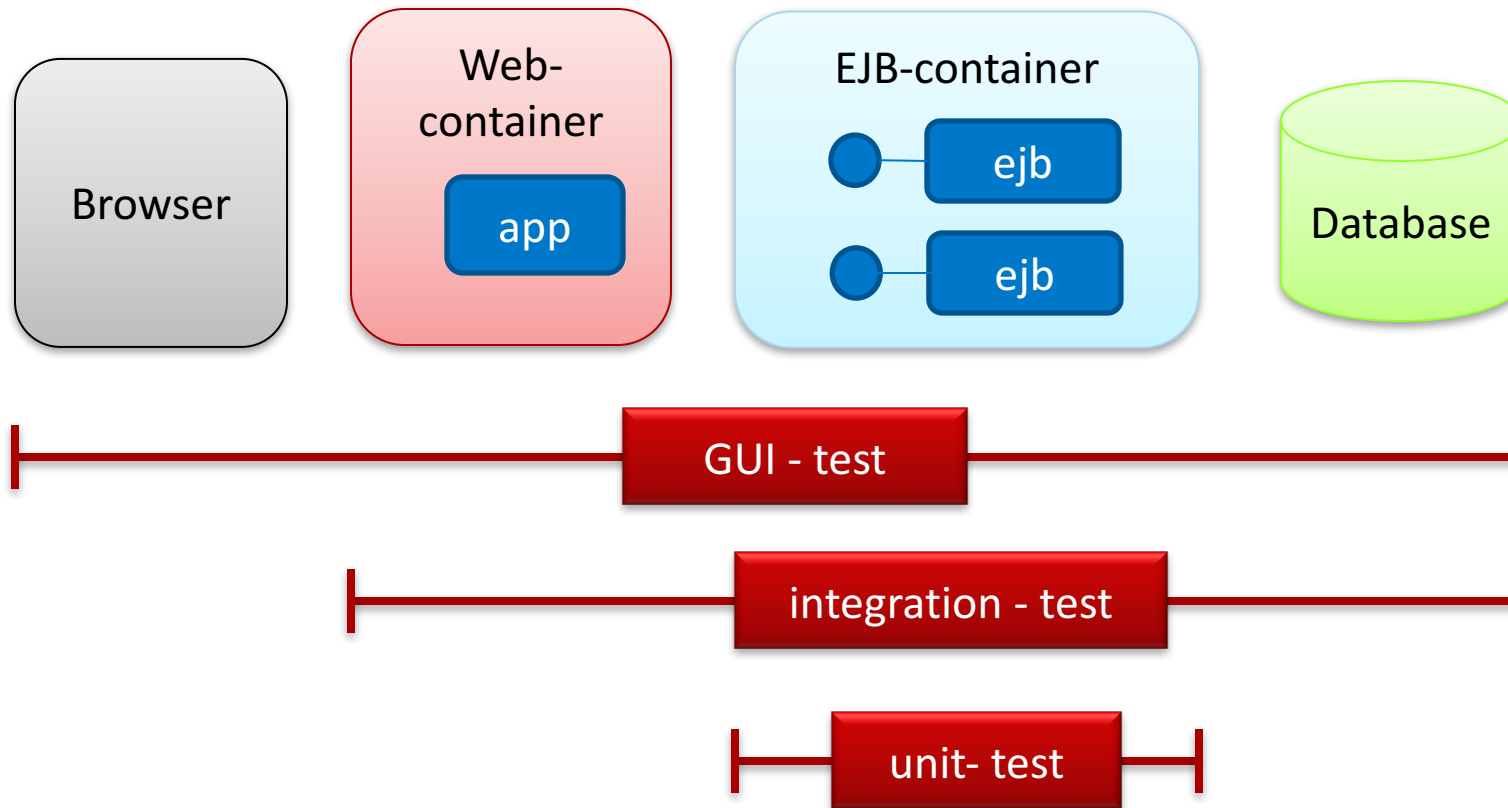 Browser
Web-
container
app
EJB-container
ejb
ejb
Database
GUI - test
integration - test
unit- test